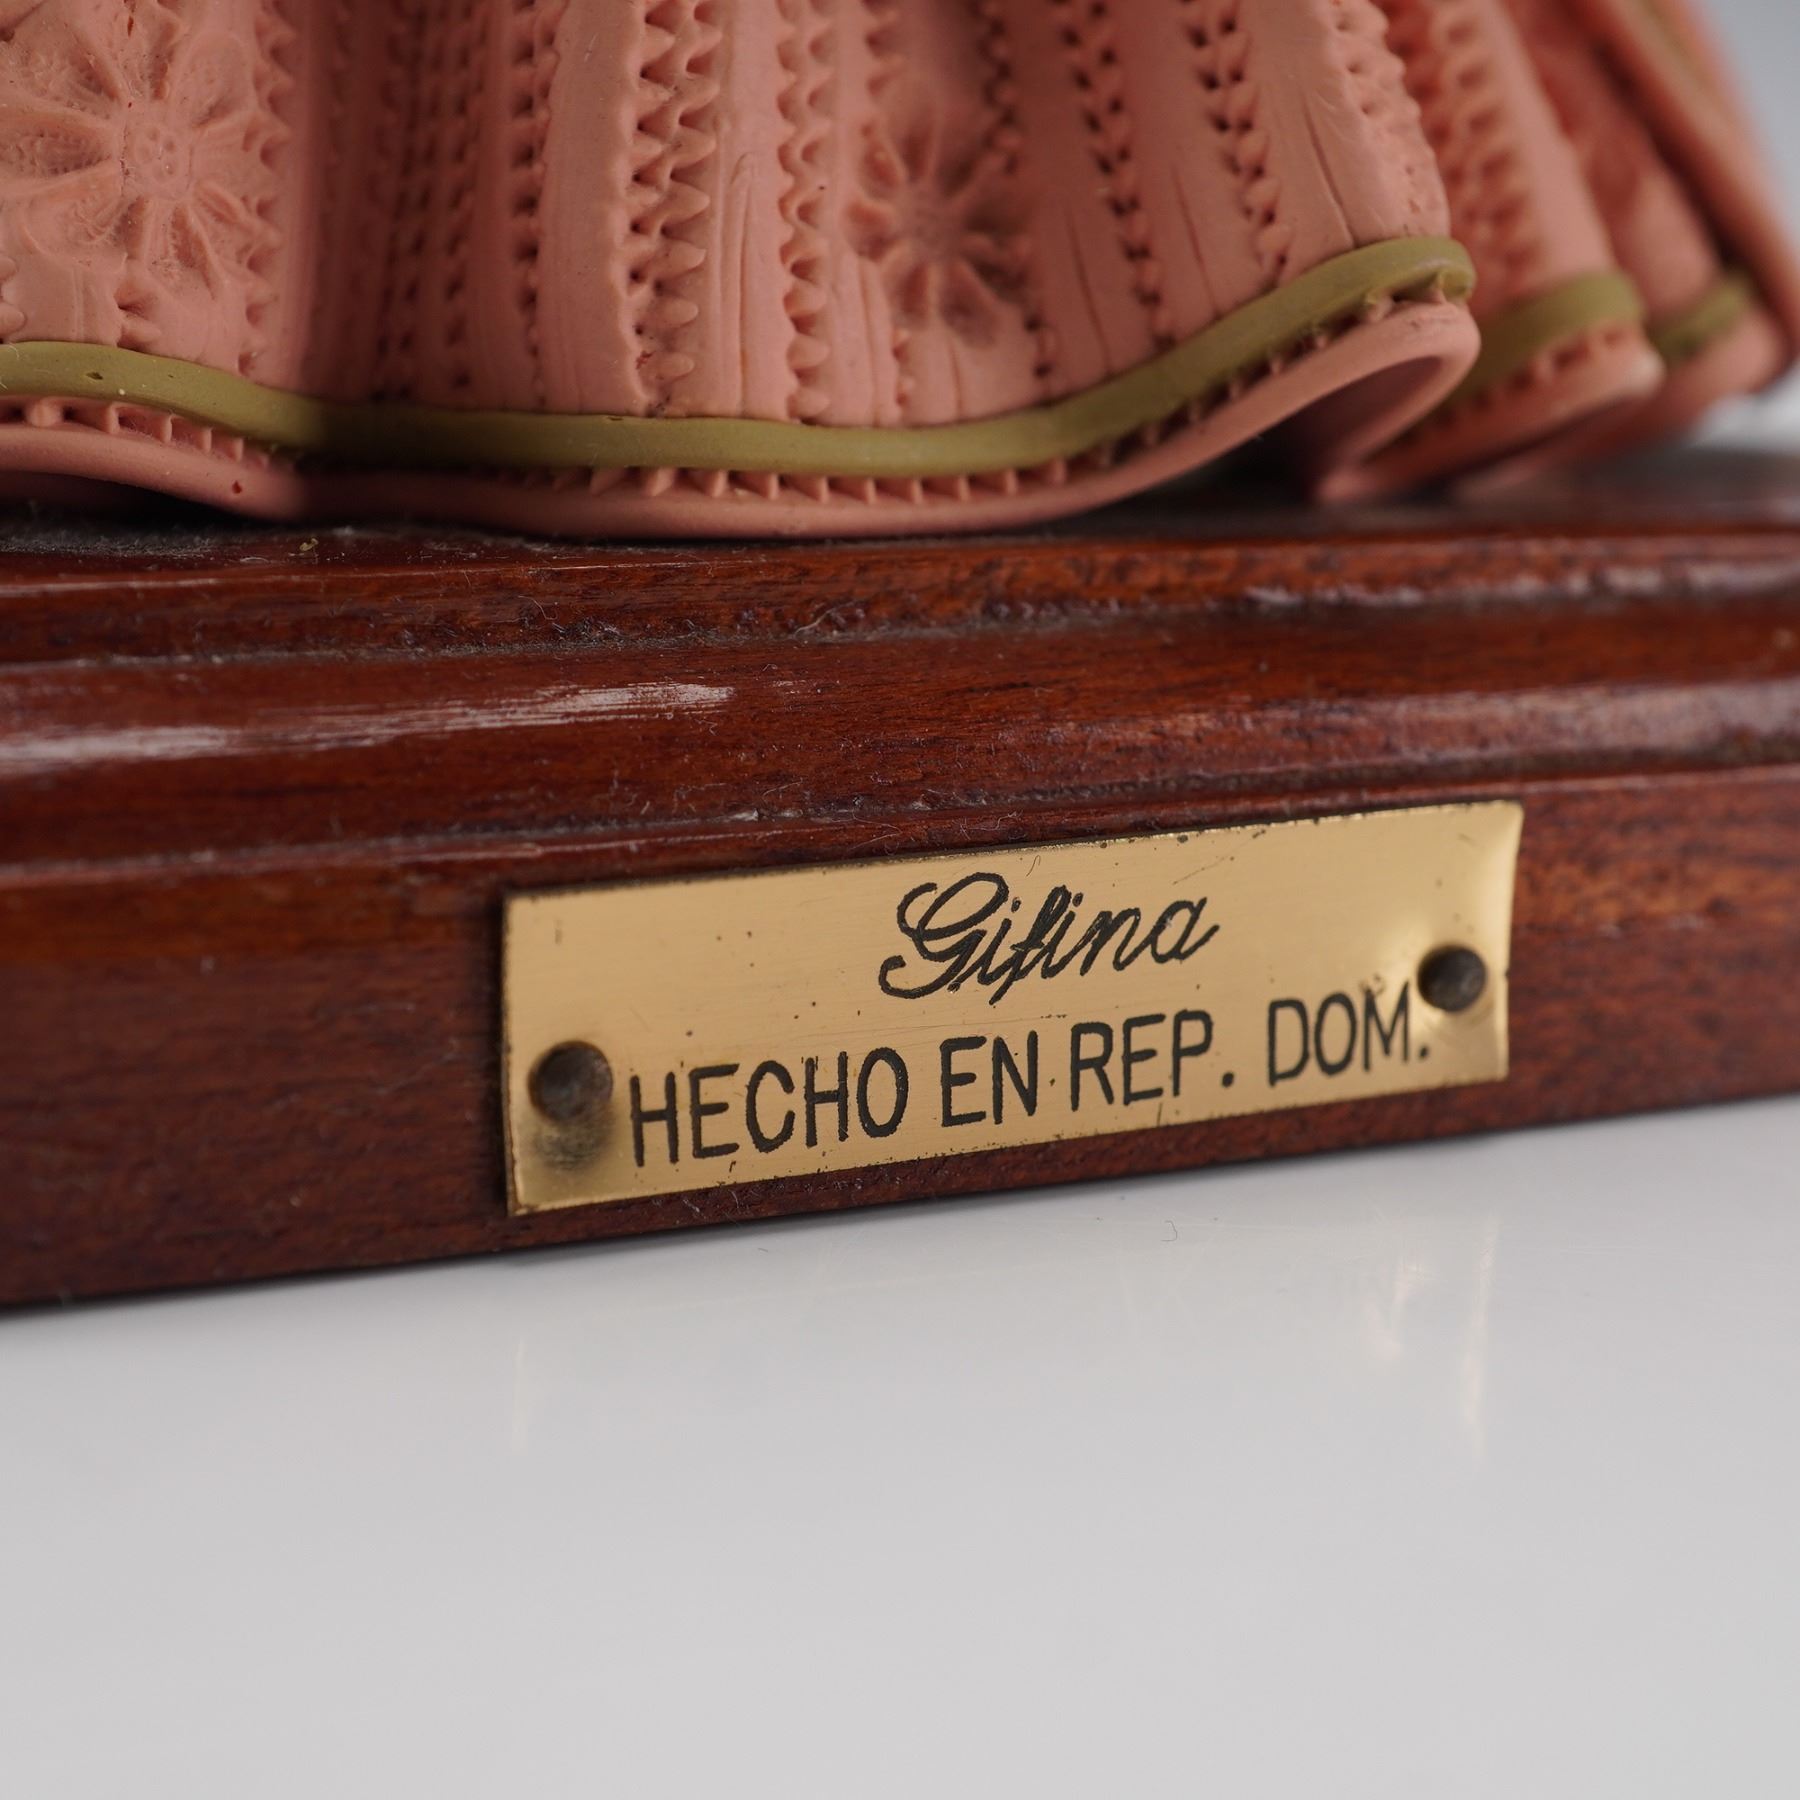 Gifina
HECHO EN REP. DOM.